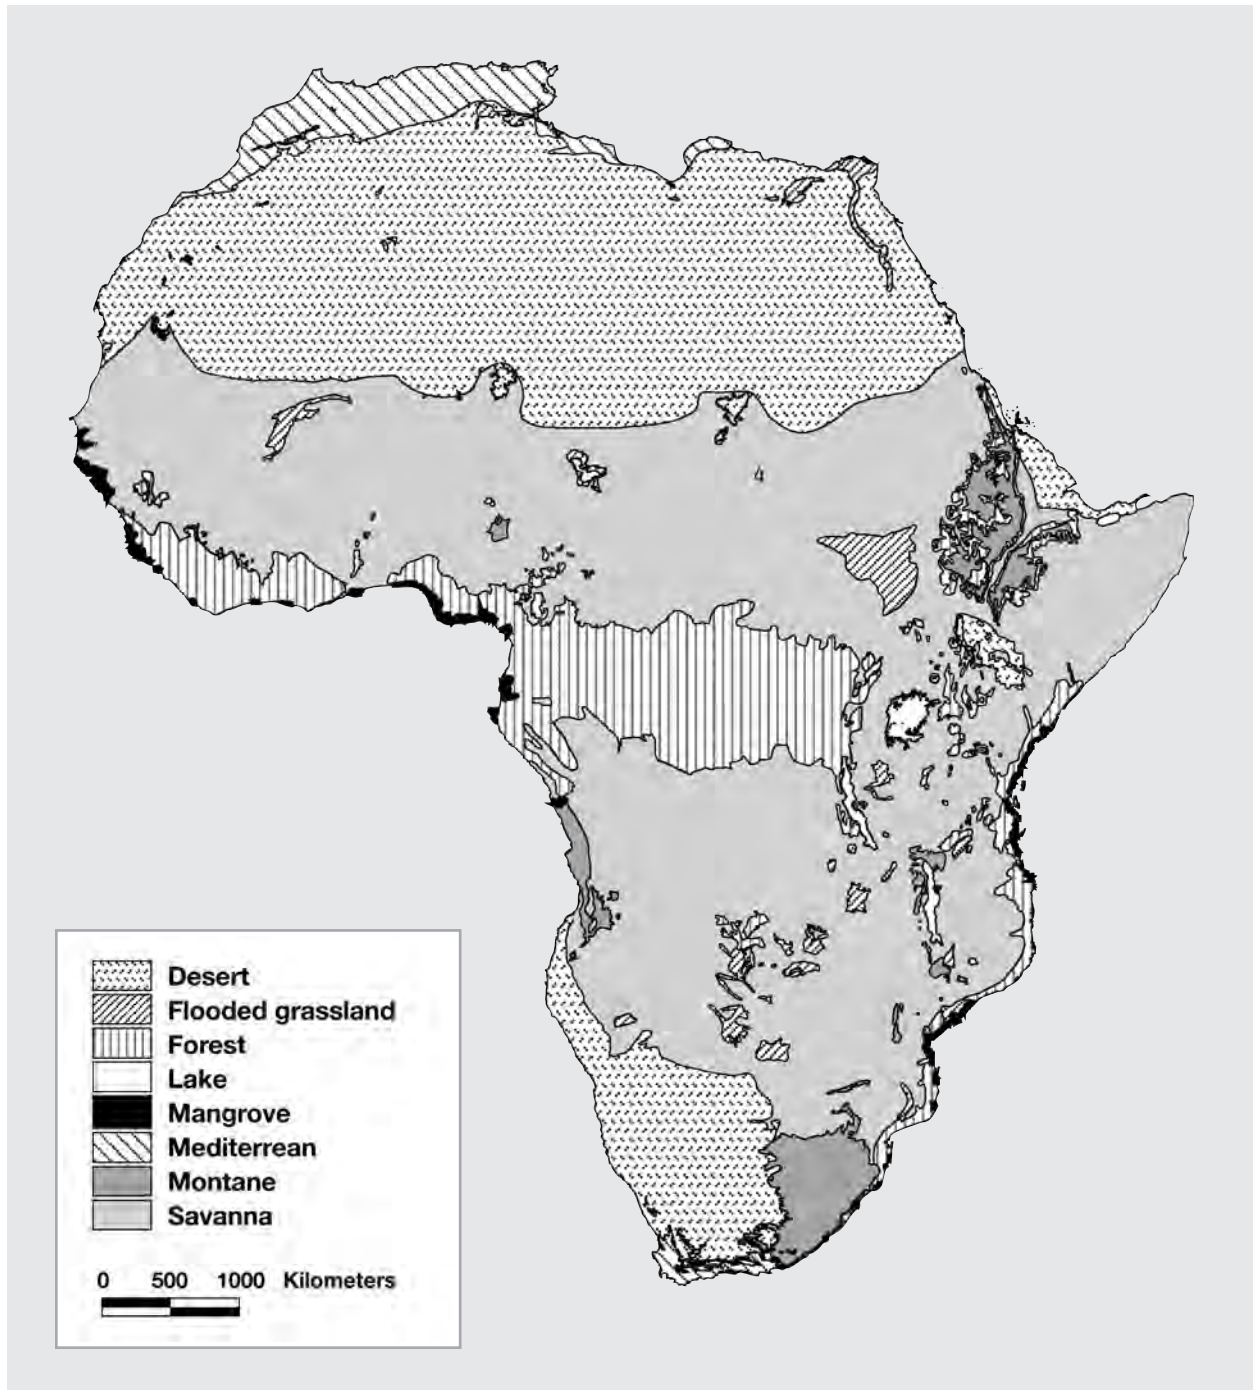 Desert
Flooded grassland
Forest
Lake
Mangrove
Mediterrean
Montane
Savanna
0 500 1000 Kilometers